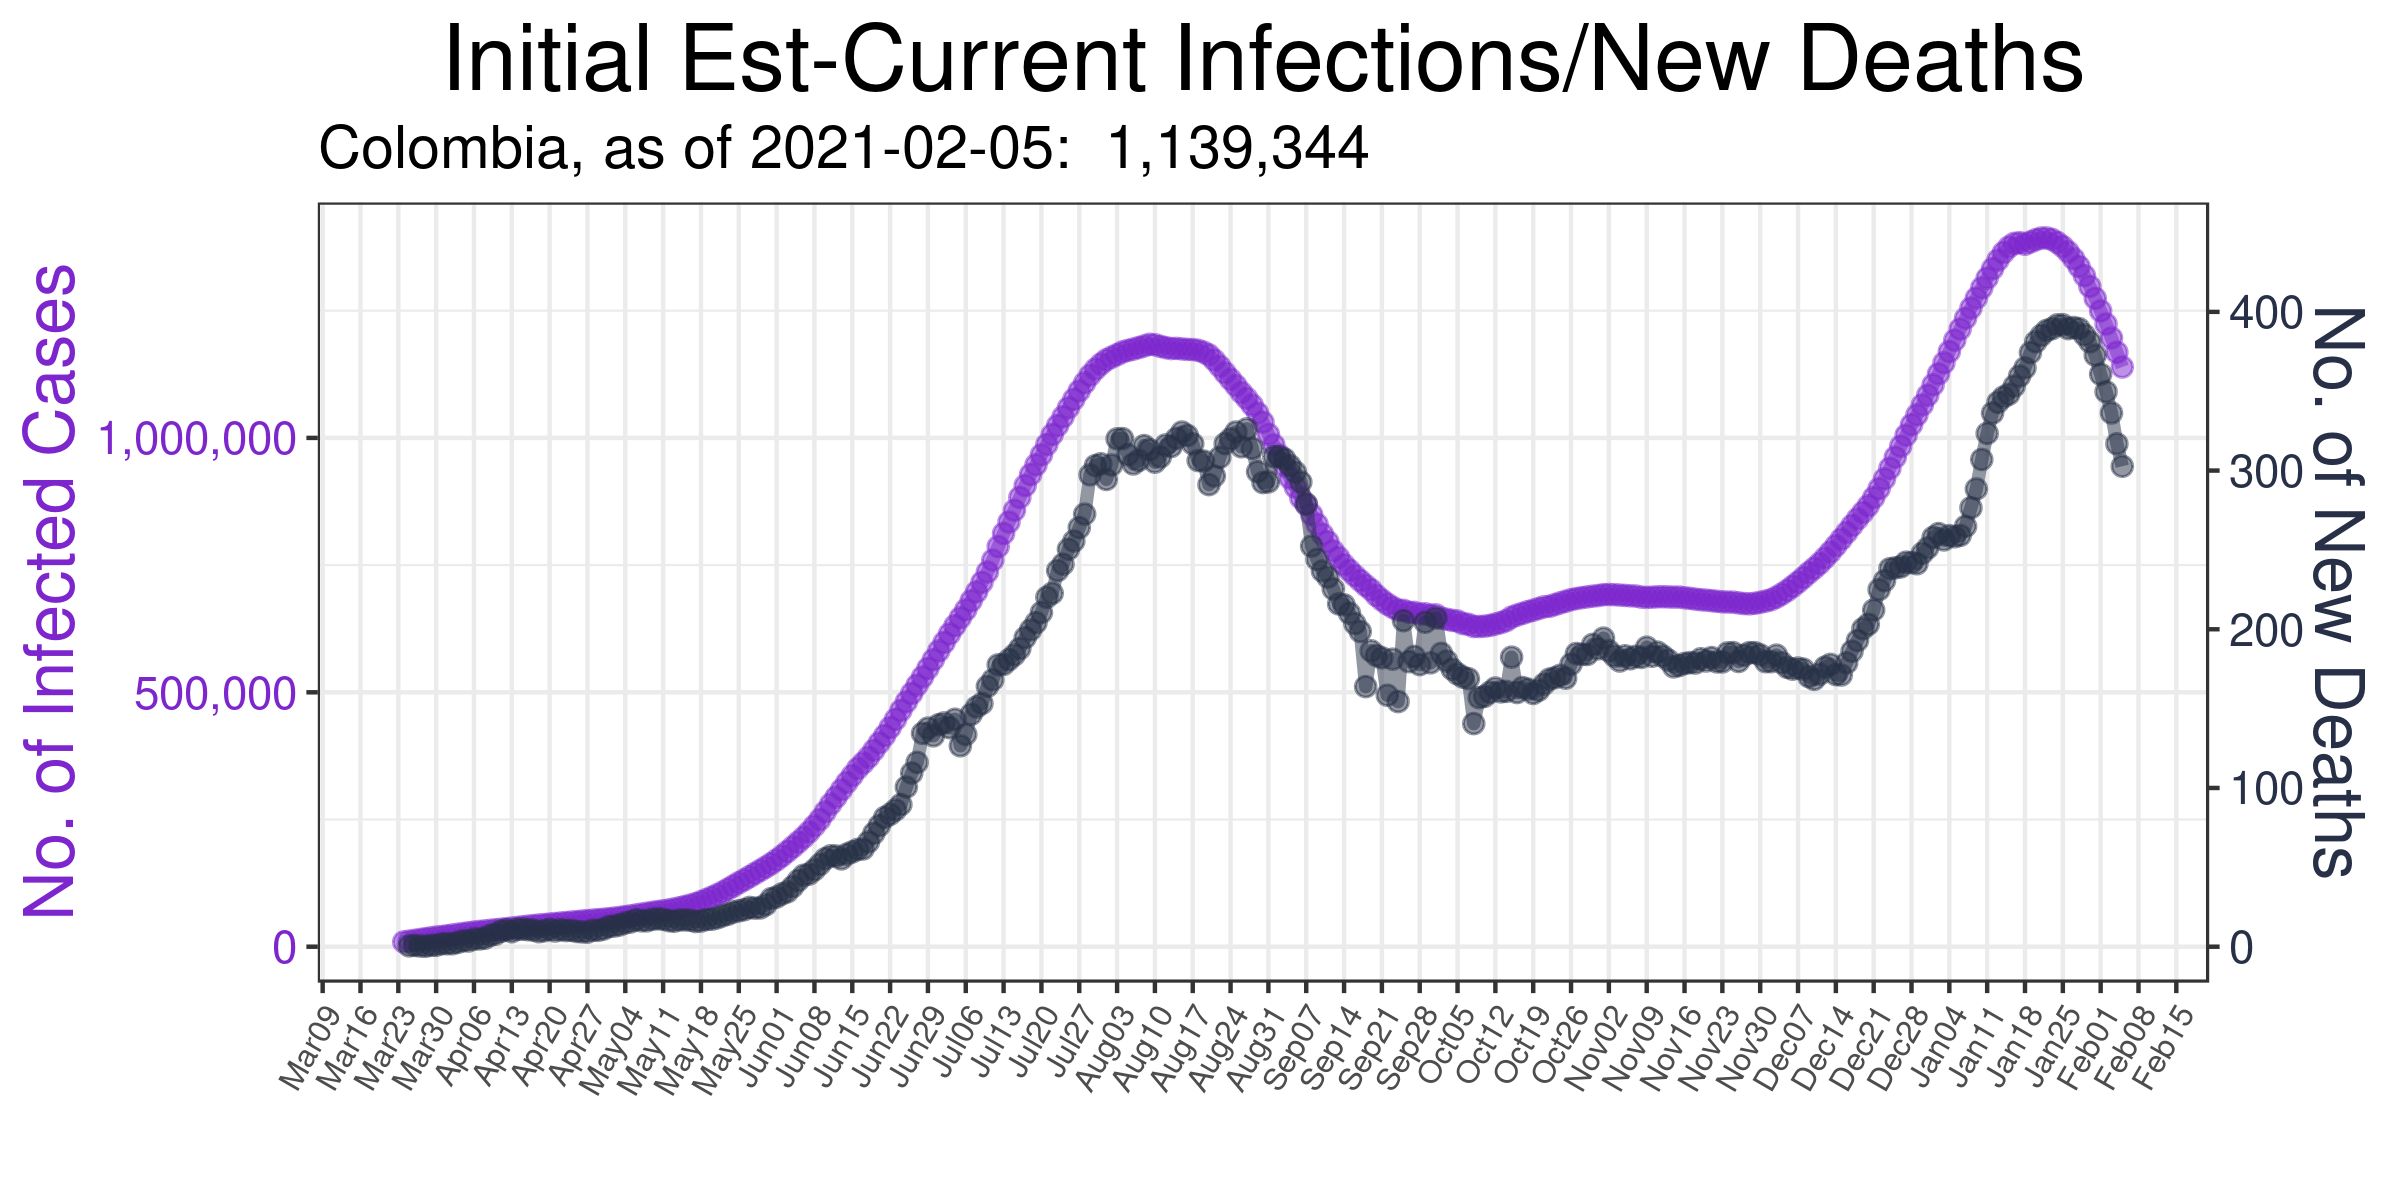 Initial Est-Current Infections/New Deaths
Colombia, as of 2021-02-05:  1,139,344
No. of Infected Cases
1,000,000
500,000
0
400
300
200
100
0
No. of New Deaths
Mar09
Mar16
Mar23
Mar30
Apr06
Apr13
Apr20
Apr27
May04
May11
May18
May25
Jun01
Jun08
Jun15
Jun22
Jun29
Jul06
Jul13
Jul20
Jul27
Aug03
Aug10
Aug17
Aug24
Aug31
Sep07
Sep14
Sep21
Sep28
Oct05
Oct12
Oct19
Oct26
Nov02
Nov09
Nov16
Nov23
Nov30
Dec07
Dec14
Dec21
Dec28
Dec04
Jan11
Jan18
Jan25
Feb01
Feb08
Feb15